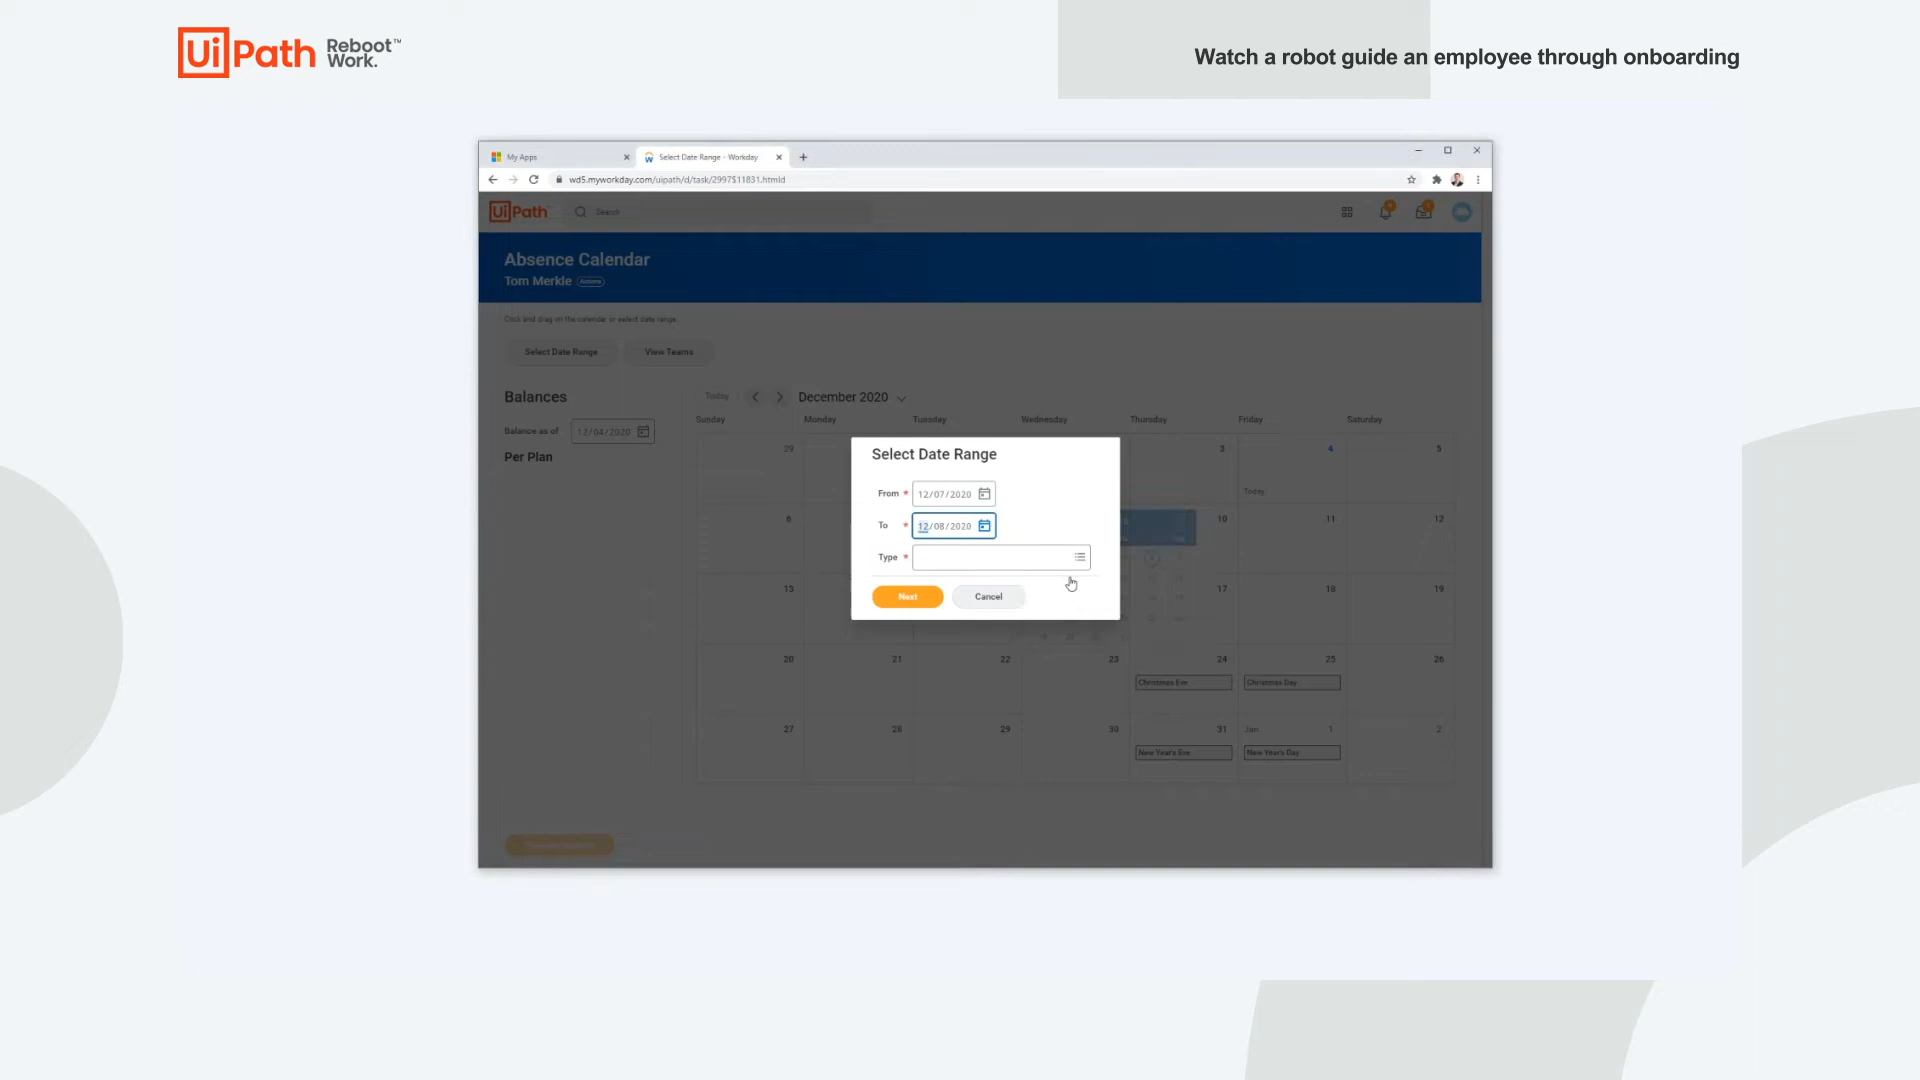 UiPath Reboot Work.™
Watch a robot guide an employee through onboarding
My Apps
Select Date Range - Workday
wd5.myworkday.com/uipath/d/task/2997$11831.htmld
UiPath
Search
Absence Calendar
Tom Merkle Actions
Click and drag on the calendar or select date range.
Select Date Range View Teams
Balances
Today December 2020
Sunday Monday Tuesday Wednesday Thursday Friday Saturday
Balance as of 12/04/2020
Per Plan
29 3 4 5
Today
Select Date Range
From * 12/07/2020
To * 12/08/2020
Type *
Next Cancel
6 10 11 12
13 17 18 19
20 21 22 23 24 25 26
Christmas Eve Christmas Day
27 28 29 30 31 Jan 1 2
New Year's Eve New Year's Day